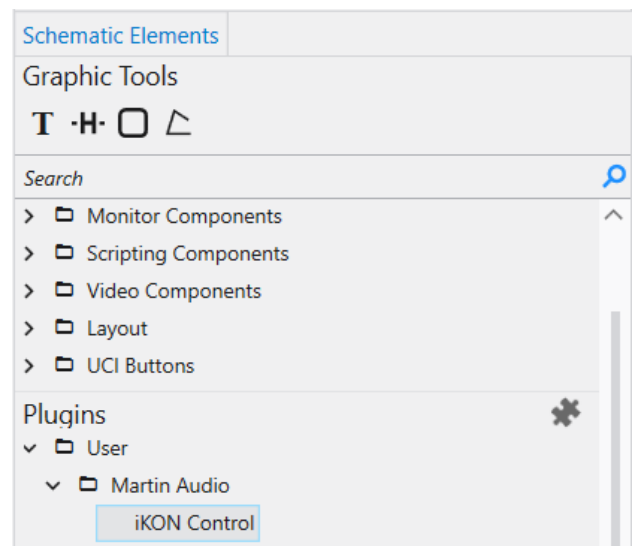 Schematic Elements
Graphic Tools
T ·H·
Search
Monitor Components
Scripting Components
Video Components
Layout
UCI Buttons
Plugins
User
Martin Audio
iKON Control